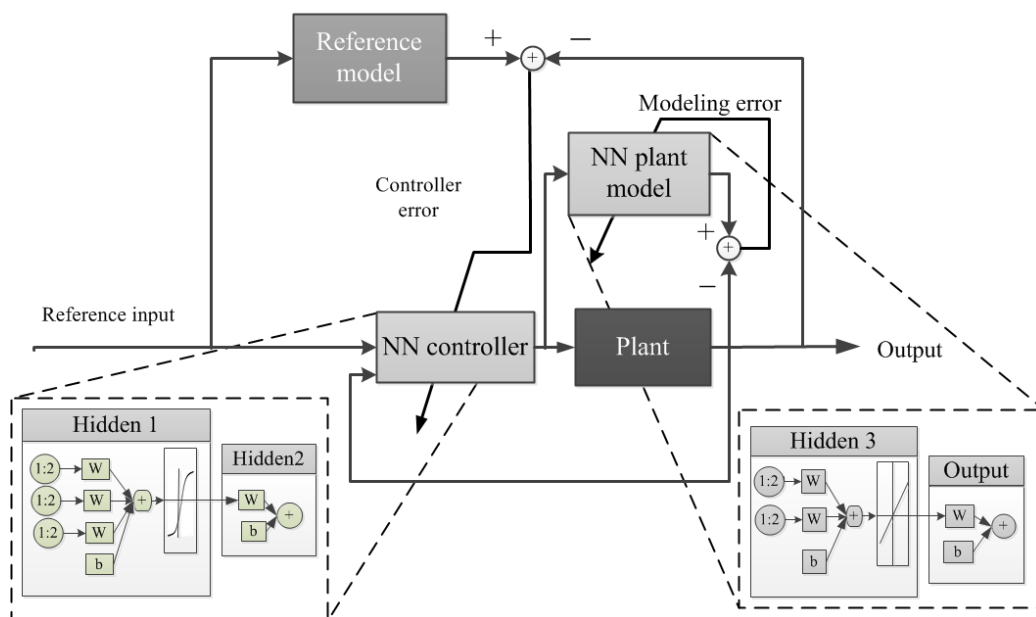 Reference
model
+
+
−
Modeling error
NN plant
model
Controller
error
+
+
−
Reference input
NN controller
Plant
Output
Hidden 1
1:2
W
1:2
W
+
1:2
W
b
Hidden2
W
b
+
Hidden 3
1:2
W
1:2
W
+
b
Output
W
b
+